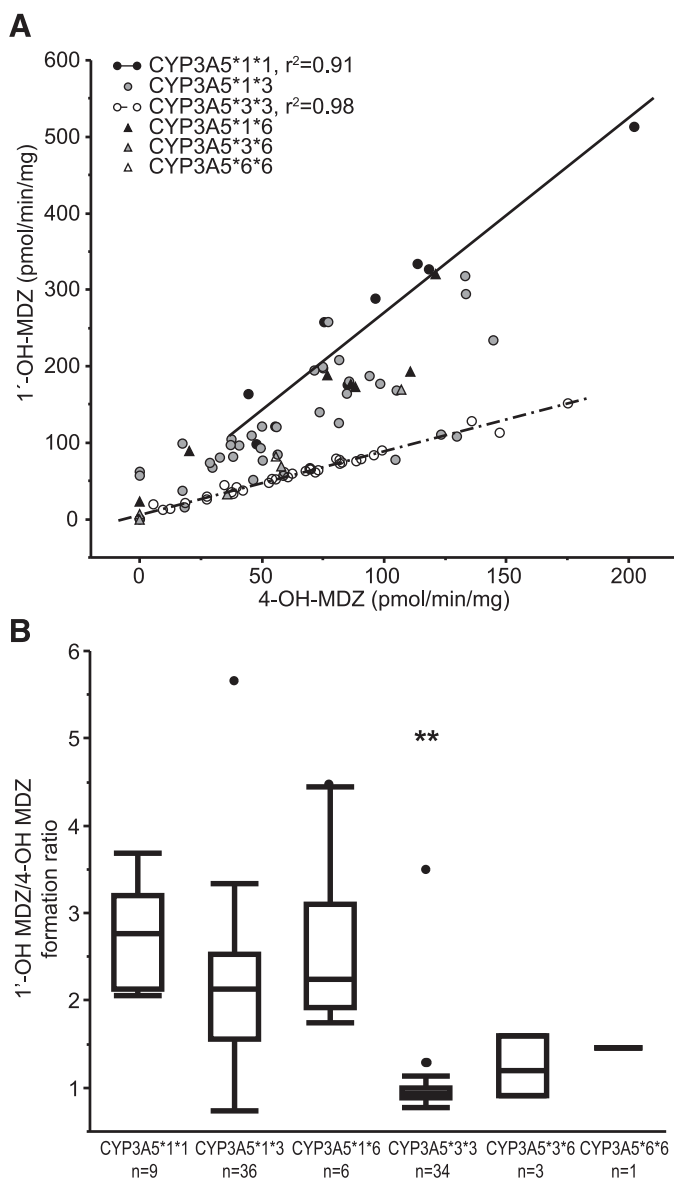 A
600
500
400
300
200
100
0
1´-OH-MDZ (pmol/min/mg)
CYP3A5*1*1, r²=0.91
CYP3A5*1*3
CYP3A5*3*3, r²=0.98
CYP3A5*1*6
CYP3A5*3*6
CYP3A5*6*6
0 50 100 150 200
4-OH-MDZ (pmol/min/mg)
B
6
5
4
3
2
1
1'-OH MDZ/4-OH MDZ
formation ratio
**
CYP3A5*1*1 CYP3A5*1*3 CYP3A5*1*6 CYP3A5*3*3 CYP3A5*3*6 CYP3A5*6*6
n=9 n=36 n=6 n=34 n=3 n=1